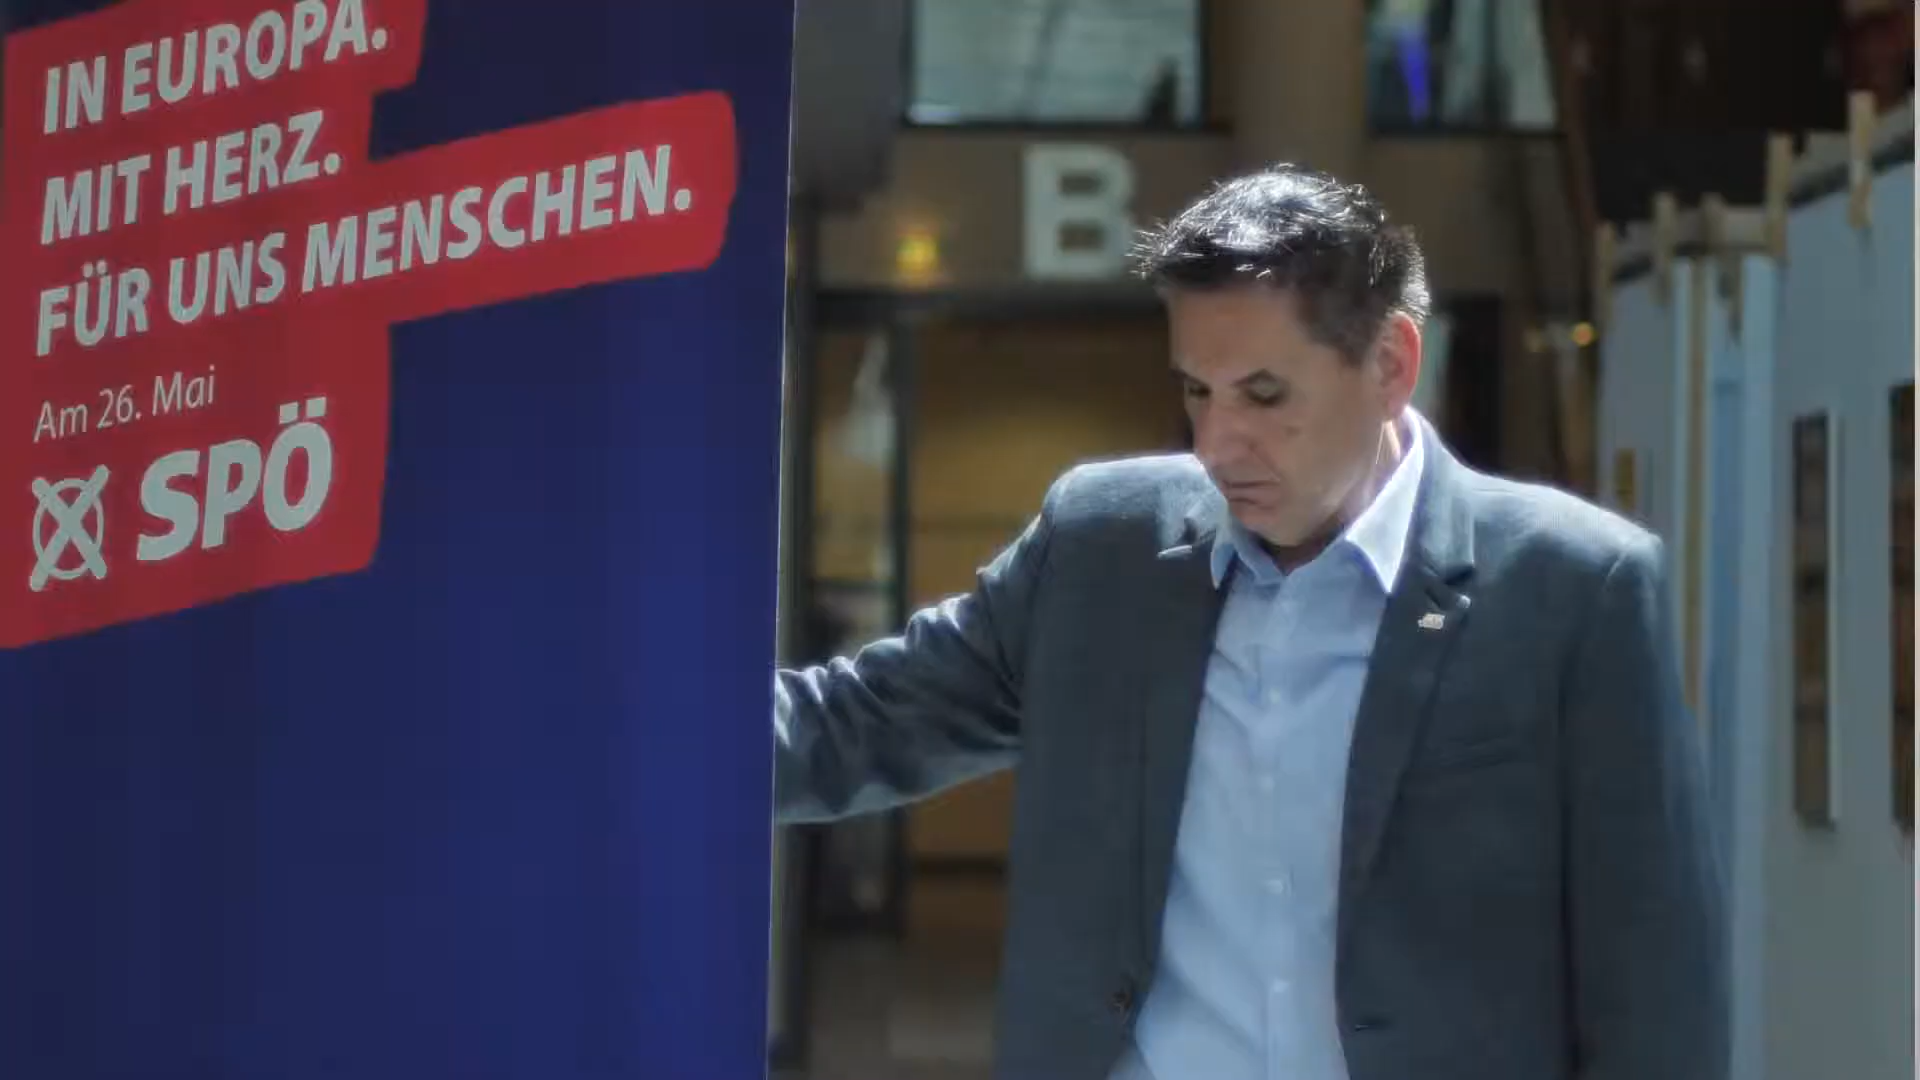 IN EUROPA.
MIT HERZ.
FÜR UNS MENSCHEN.
Am 26. Mai
SPÖ
B